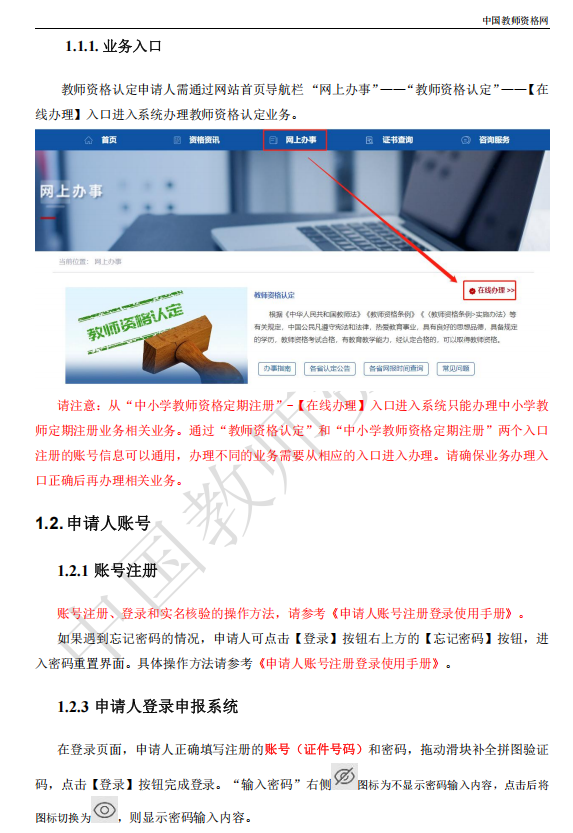 中国教师资格网
1.1.1. 业务入口
教师资格认定申请人需通过网站首页导航栏 “网上办事”——“教师资格认定”——【在
线办理】入口进入系统办理教师资格认定业务。
首页 资格资讯 网上办事 证书查询 咨询服务
网上办事
当前位置： 网上办事
在线办理 >>
教师资格认定
教师资格认定
根据《中华人民共和国教师法》《教师资格条例》《〈教师资格条例〉实施办法》等
有关规定，中国公民凡遵守宪法和法律，热爱教育事业，具有良好的思想品德，具备规定
的学历，教师资格考试合格，有教育教学能力，经认定合格的，可以取得教师资格。
办事指南 各省认定公告 各省网报时间查询 常见问题
请注意：从“中小学教师资格定期注册”-【在线办理】入口进入系统只能办理中小学教
师定期注册业务相关业务。通过“教师资格认定”和“中小学教师资格定期注册”两个入口
注册的账号信息可以通用，办理不同的业务需要从相应的入口进入办理。请确保业务办理入
口正确后再办理相关业务。
1.2. 申请人账号
1.2.1 账号注册
账号注册、登录和实名核验的操作方法，请参考《申请人账号注册登录使用手册》。
如果遇到忘记密码的情况，申请人可点击【登录】按钮右上方的【忘记密码】按钮，进
入密码重置界面。具体操作方法请参考《申请人账号注册登录使用手册》。
1.2.3 申请人登录申报系统
在登录页面，申请人正确填写注册的账号（证件号码）和密码，拖动滑块补全拼图验证
码，点击【登录】按钮完成登录。“输入密码”右侧图标为不显示密码输入内容，点击后将
图标切换为，则显示密码输入内容。
中国教师